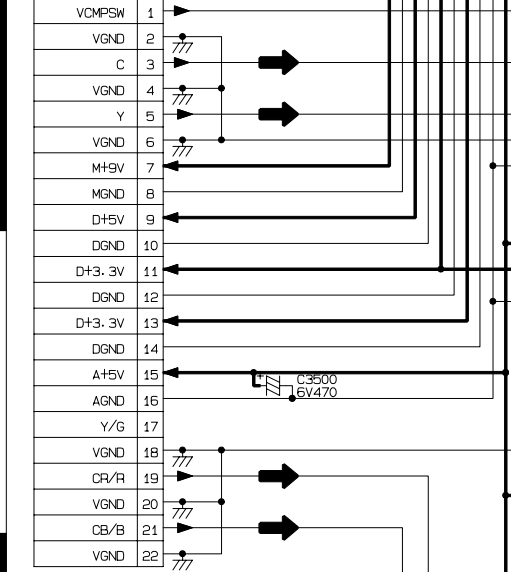 VCMPSW 1
VGND 2
C 3
VGND 4
Y 5
VGND 6
M+9V 7
MGND 8
D+5V 9
DGND 10
D+3.3V 11
DGND 12
D+3.3V 13
DGND 14
A+5V 15
+ C3500
AGND 16 6V470
Y/G 17
VGND 18
CR/R 19
VGND 20
CB/B 21
VGND 22